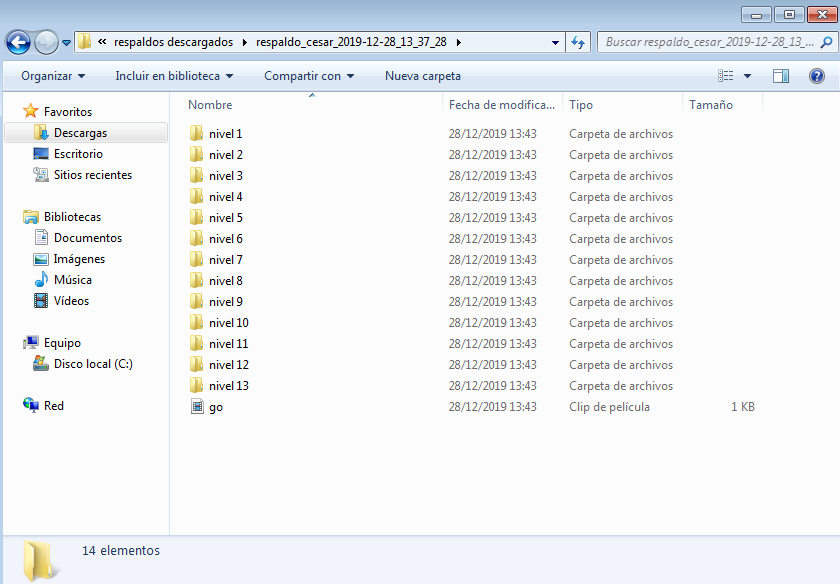 « respaldos descargados ▸ respaldo_cesar_2019-12-28_13_37_28 ▸ Buscar respaldo_cesar_2019-12-28_13_...
Organizar Incluir en biblioteca Compartir con Nueva carpeta
Nombre Fecha de modifica... Tipo Tamaño
Favoritos
Descargas
Escritorio
Sitios recientes
Bibliotecas
Documentos
Imágenes
Música
Vídeos
Equipo
Disco local (C:)
Red
nivel 1 28/12/2019 13:43 Carpeta de archivos
nivel 2 28/12/2019 13:43 Carpeta de archivos
nivel 3 28/12/2019 13:43 Carpeta de archivos
nivel 4 28/12/2019 13:43 Carpeta de archivos
nivel 5 28/12/2019 13:43 Carpeta de archivos
nivel 6 28/12/2019 13:43 Carpeta de archivos
nivel 7 28/12/2019 13:43 Carpeta de archivos
nivel 8 28/12/2019 13:43 Carpeta de archivos
nivel 9 28/12/2019 13:43 Carpeta de archivos
nivel 10 28/12/2019 13:43 Carpeta de archivos
nivel 11 28/12/2019 13:43 Carpeta de archivos
nivel 12 28/12/2019 13:43 Carpeta de archivos
nivel 13 28/12/2019 13:43 Carpeta de archivos
go 28/12/2019 13:43 Clip de película 1 KB
14 elementos